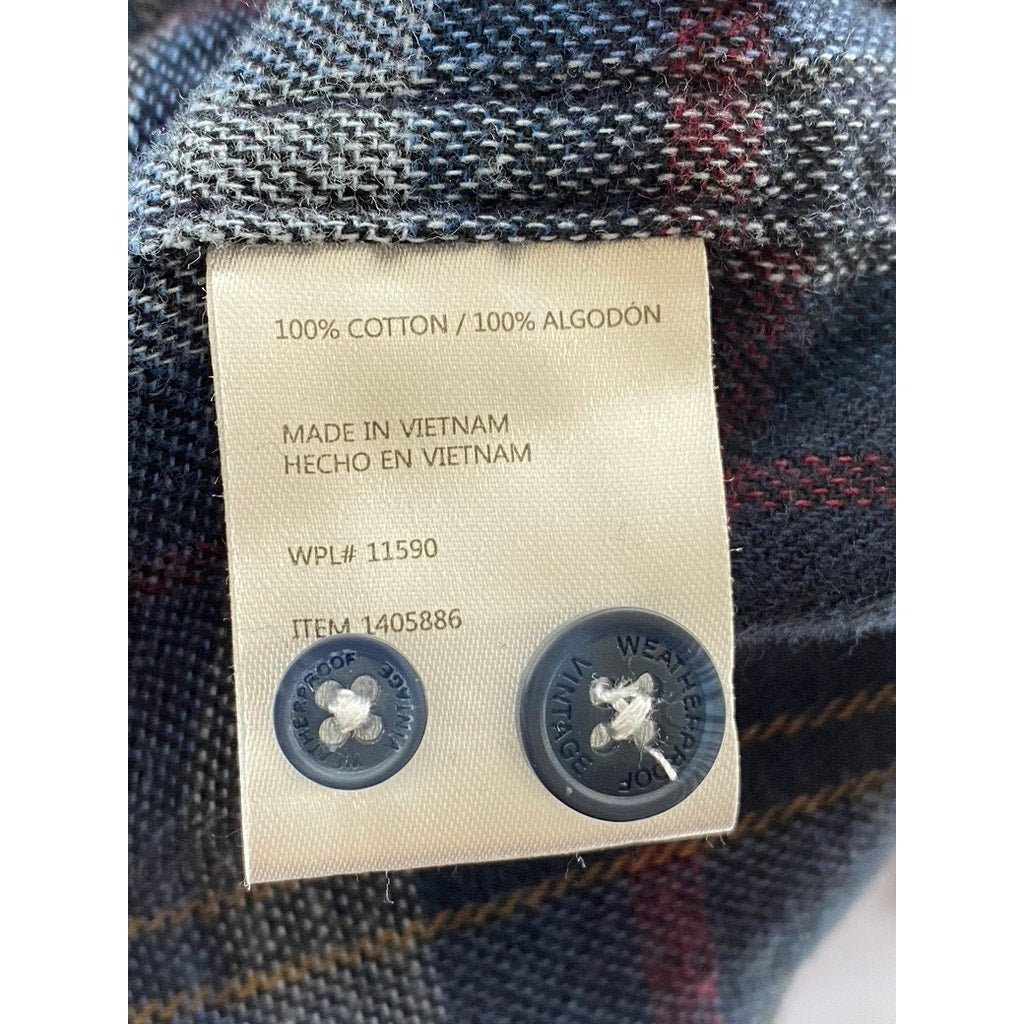 100% COTTON / 100% ALGODÓN
MADE IN VIETNAM
HECHO EN VIETNAM
WPL# 11590
ITEM 1405886
WEATHERPROOF VINTAGE
WEATHERPROOF VINTAGE